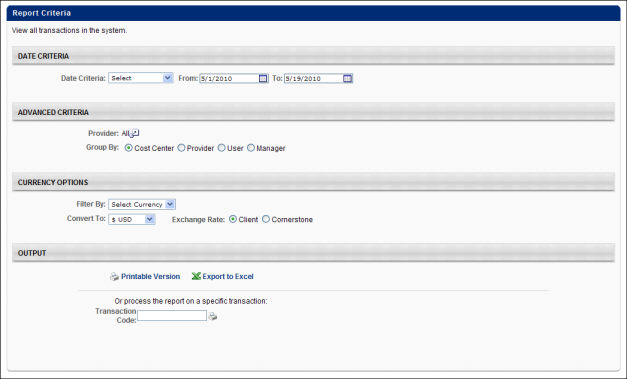 Report Criteria
View all transactions in the system.
DATE CRITERIA
Date Criteria: Select From: 5/1/2010 To: 5/19/2010
ADVANCED CRITERIA
Provider: All
Group By: Cost Center Provider User Manager
CURRENCY OPTIONS
Filter By: Select Currency
Convert To: $ USD Exchange Rate: Client Cornerstone
OUTPUT
Printable Version Export to Excel
Or process the report on a specific transaction:
Transaction
Code: